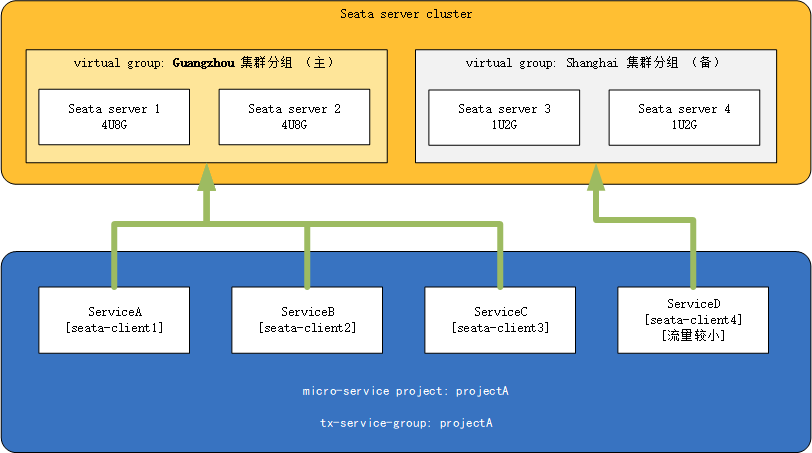 Seata server cluster
virtual group: Guangzhou 集群分组 （主）
virtual group: Shanghai 集群分组 （备）
Seata server 1
4U8G
Seata server 2
4U8G
Seata server 3
1U2G
Seata server 4
1U2G
ServiceA
[seata-client1]
ServiceB
[seata-client2]
ServiceC
[seata-client3]
ServiceD
[seata-client4]
[流量较小]
micro-service project: projectA
tx-service-group: projectA